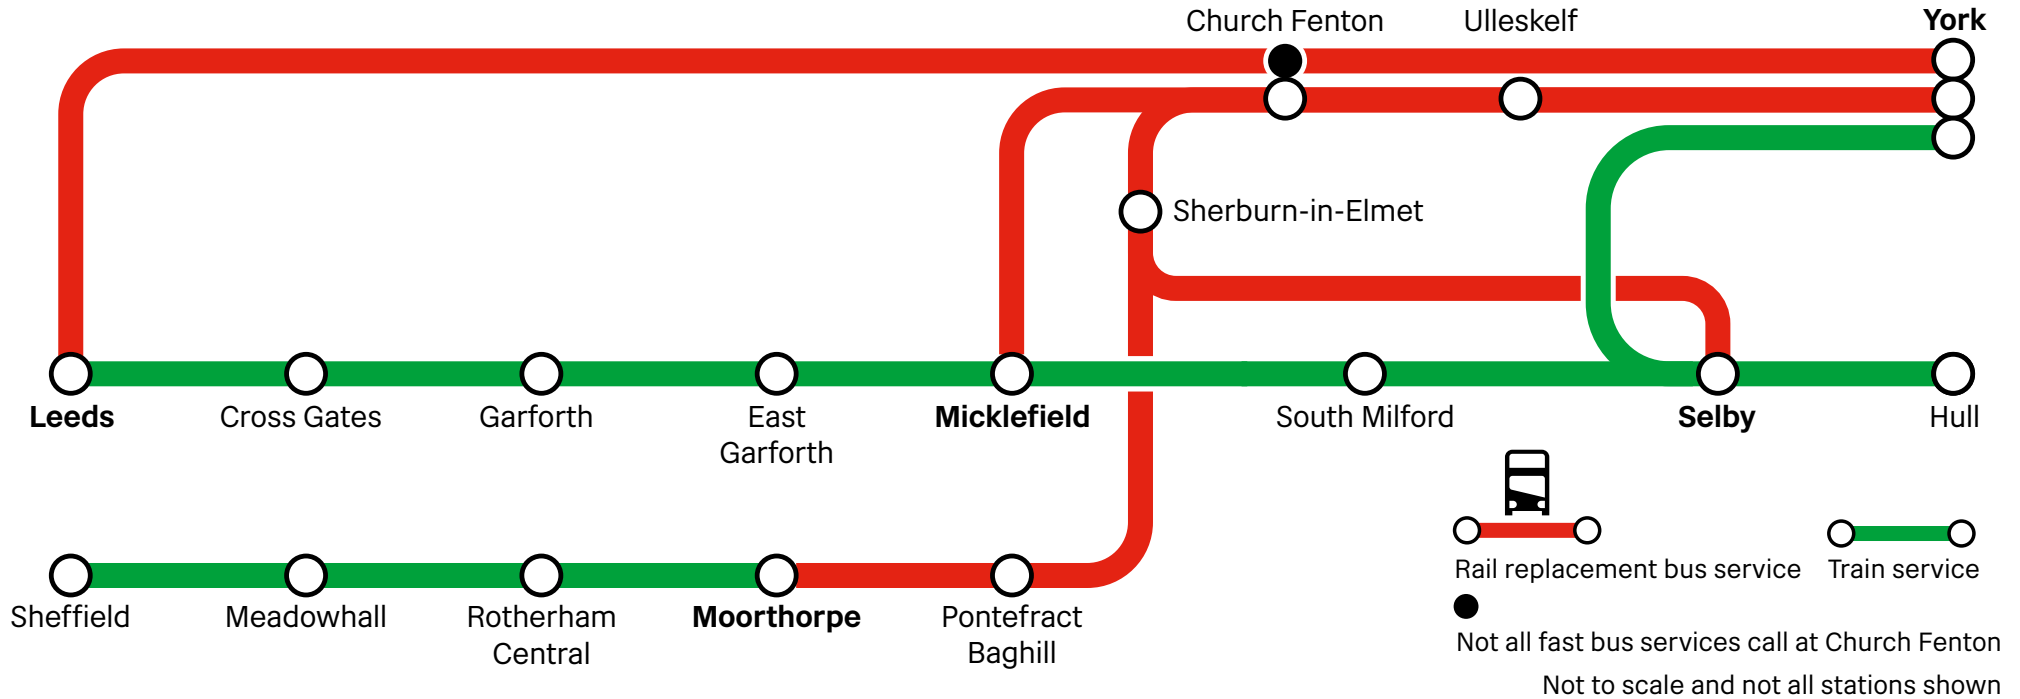 Church Fenton
Ulleskelf
York
Sherburn-in-Elmet
Leeds
Cross Gates
Garforth
East
Garforth
Micklefield
South Milford
Selby
Hull
Sheffield
Meadowhall
Rotherham
Central
Moorthorpe
Pontefract
Baghill
Rail replacement bus service
Train service
Not all fast bus services call at Church Fenton
Not to scale and not all stations shown